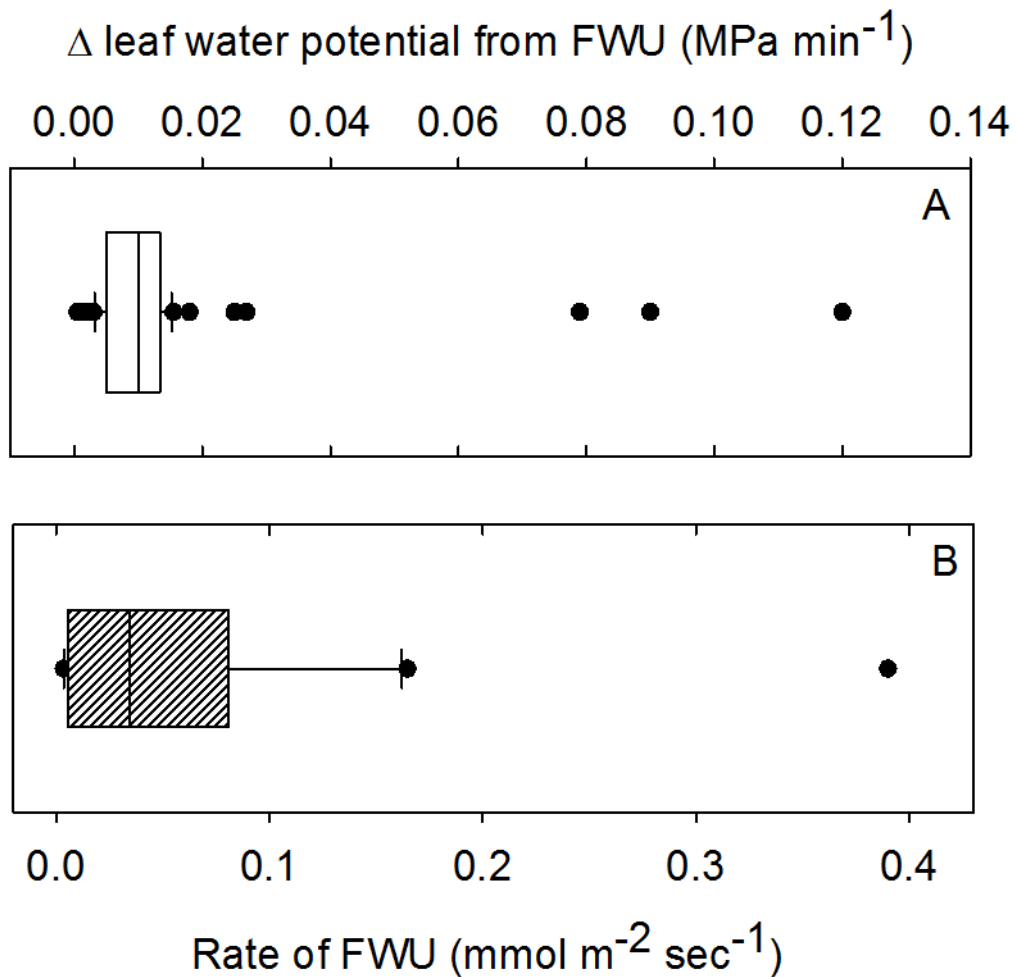 Δ leaf water potential from FWU (MPa min⁻¹)
0.00 0.02 0.04 0.06 0.08 0.10 0.12 0.14
A
B
0.0 0.1 0.2 0.3 0.4
Rate of FWU (mmol m⁻² sec⁻¹)